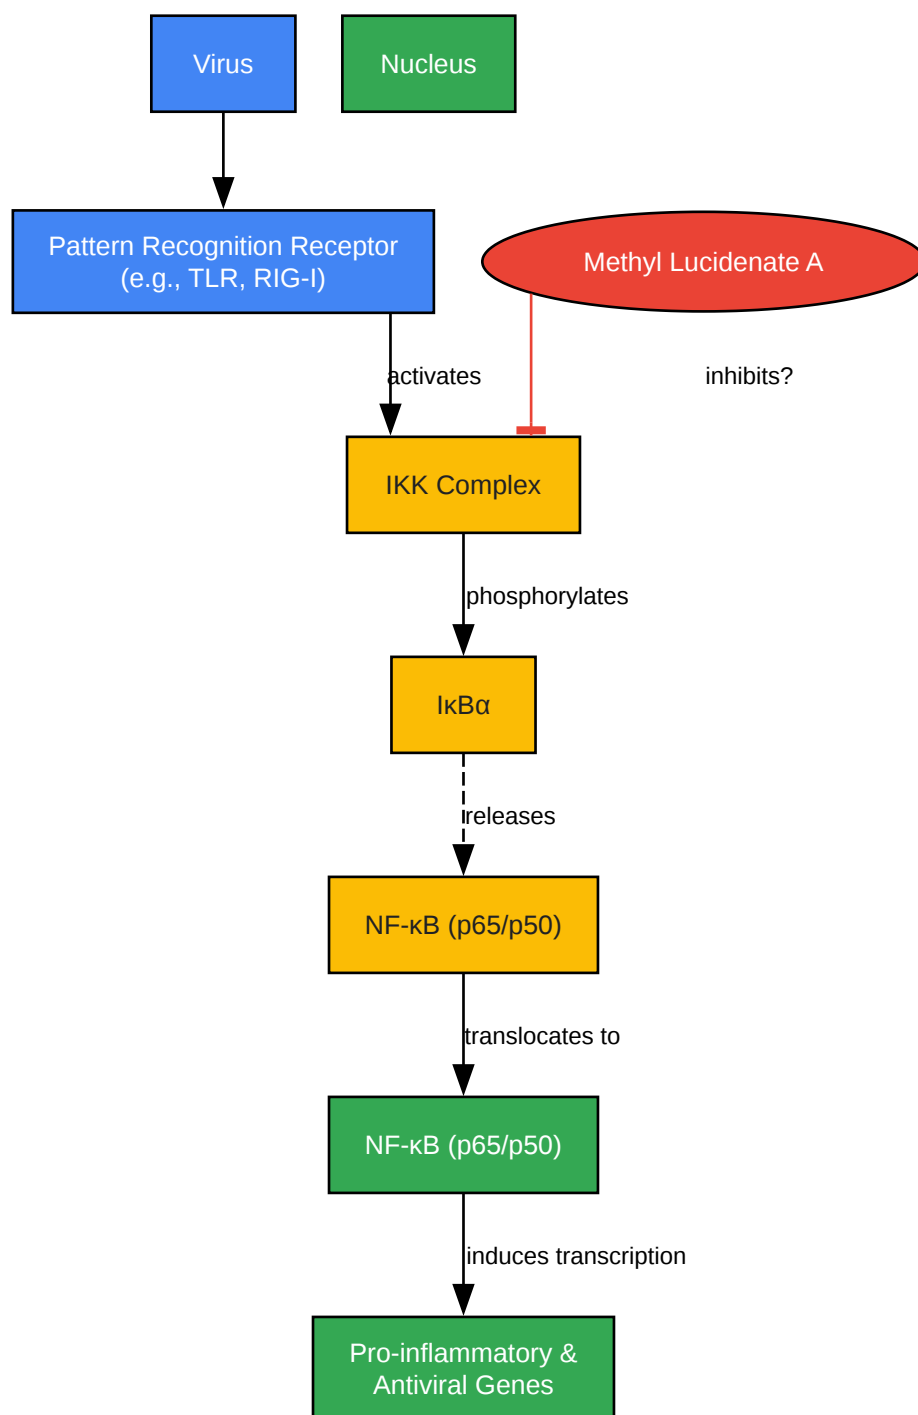 Virus
Nucleus
Pattern Recognition Receptor
(e.g., TLR, RIG-I)
Methyl Lucidenate A
activates
inhibits?
IKK Complex
phosphorylates
IκBα
releases
NF-κB (p65/p50)
translocates to
NF-κB (p65/p50)
induces transcription
Pro-inflammatory &
Antiviral Genes